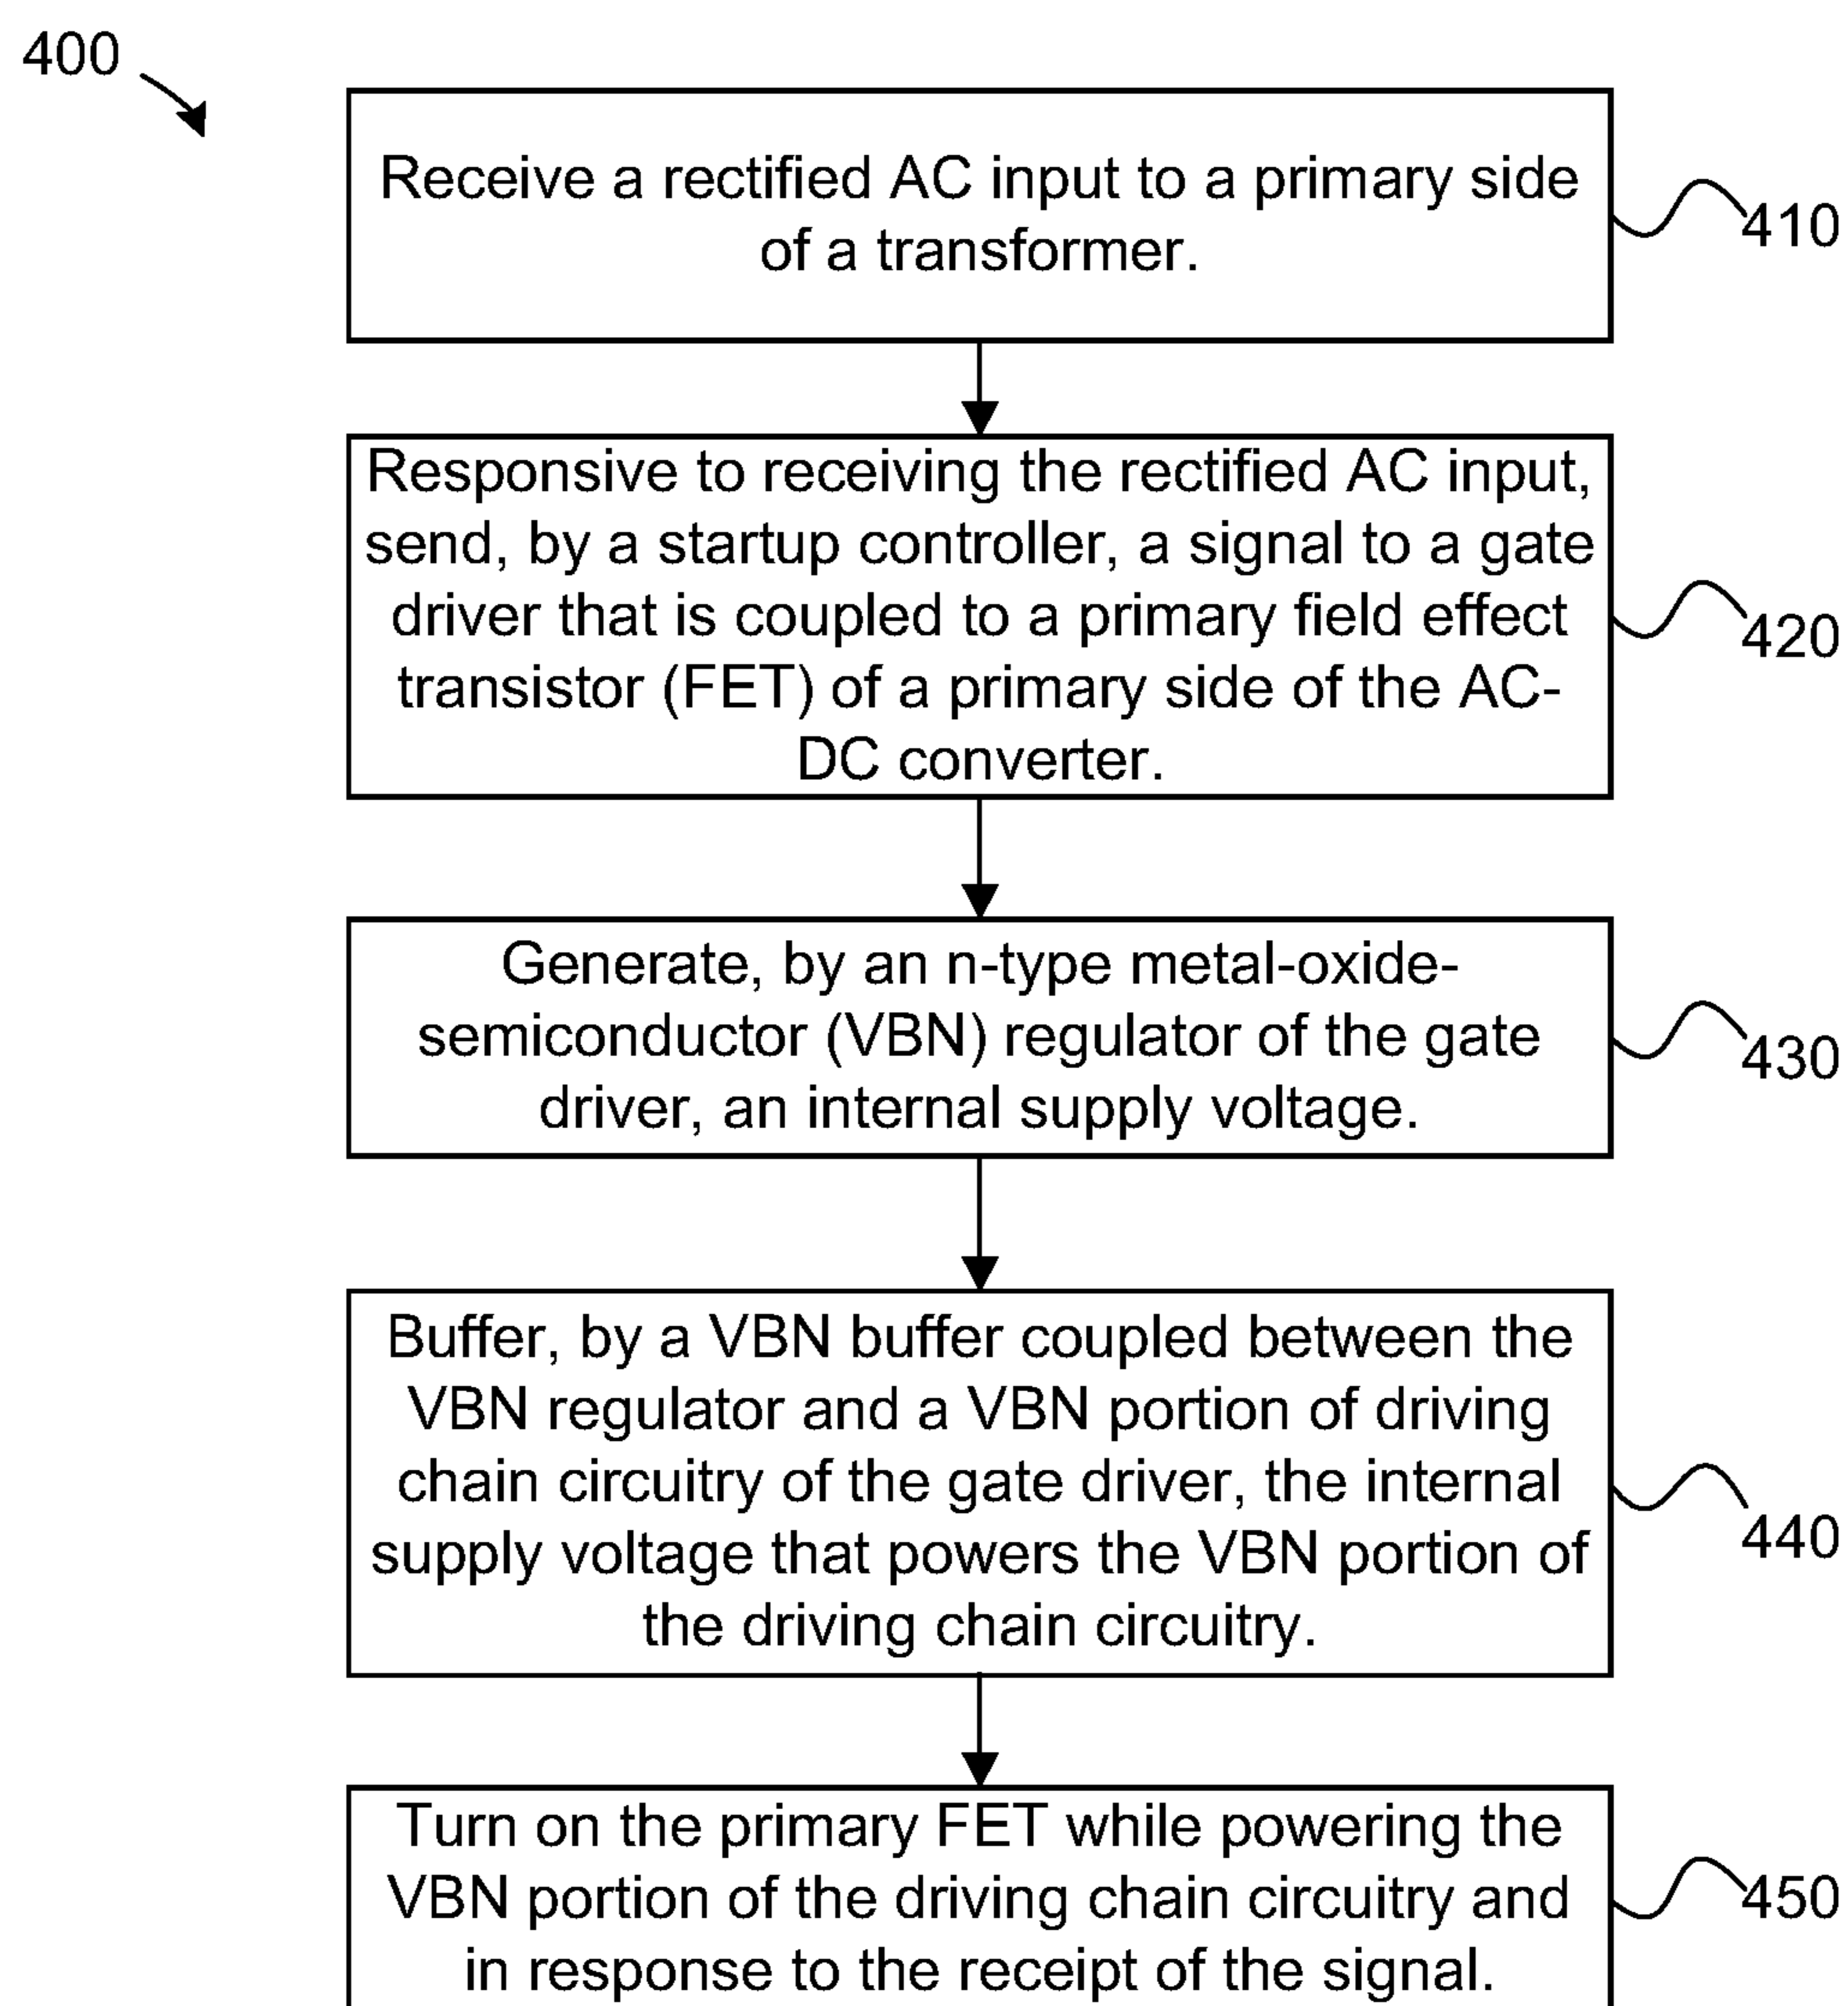 400
Receive a rectified AC input to a primary side
of a transformer.
410
Responsive to receiving the rectified AC input,
send, by a startup controller, a signal to a gate
driver that is coupled to a primary field effect
transistor (FET) of a primary side of the AC-
DC converter.
420
Generate, by an n-type metal-oxide-
semiconductor (VBN) regulator of the gate
driver, an internal supply voltage.
430
Buffer, by a VBN buffer coupled between the
VBN regulator and a VBN portion of driving
chain circuitry of the gate driver, the internal
supply voltage that powers the VBN portion of
the driving chain circuitry.
440
Turn on the primary FET while powering the
VBN portion of the driving chain circuitry and
in response to the receipt of the signal.
450